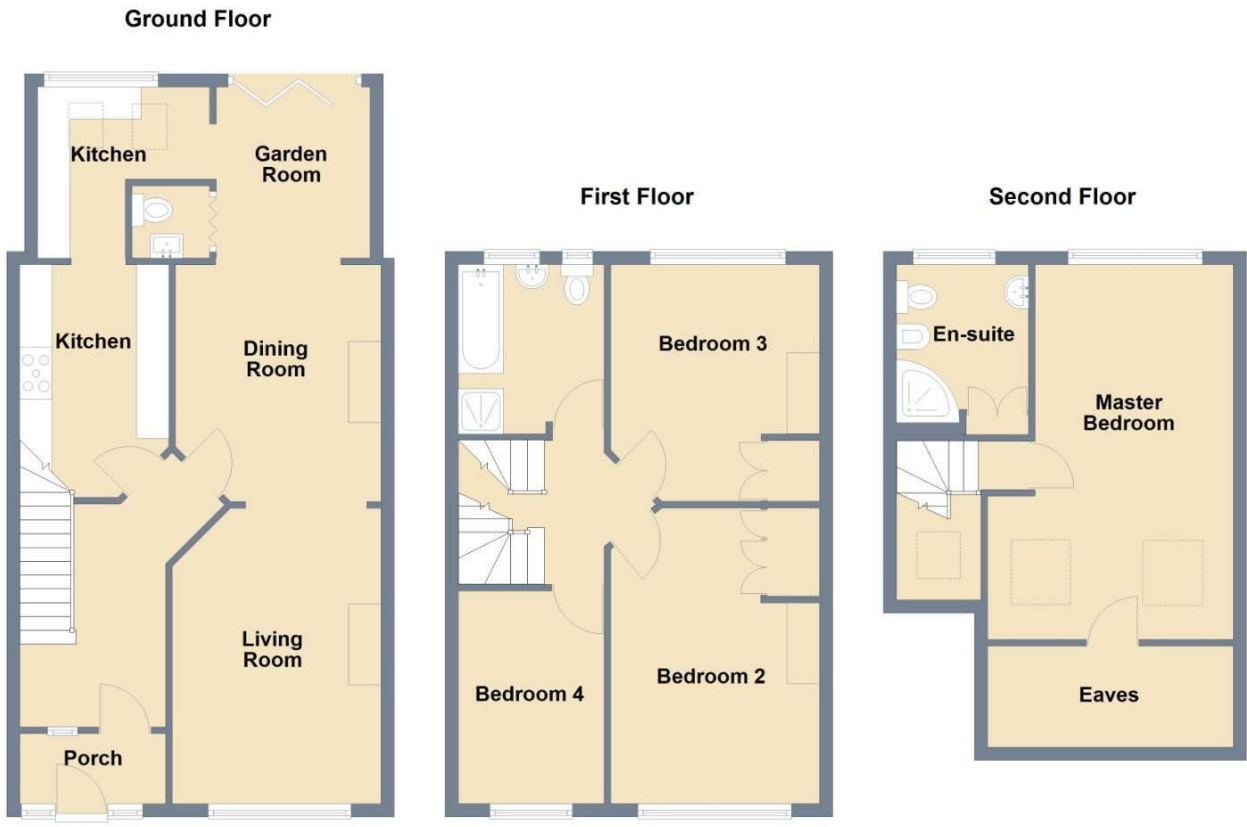 Ground Floor
Kitchen
Garden
Room
Kitchen
Dining
Room
Living
Room
Porch
First Floor
Bedroom 3
Bedroom 2
Bedroom 4
Second Floor
En-suite
Master
Bedroom
Eaves